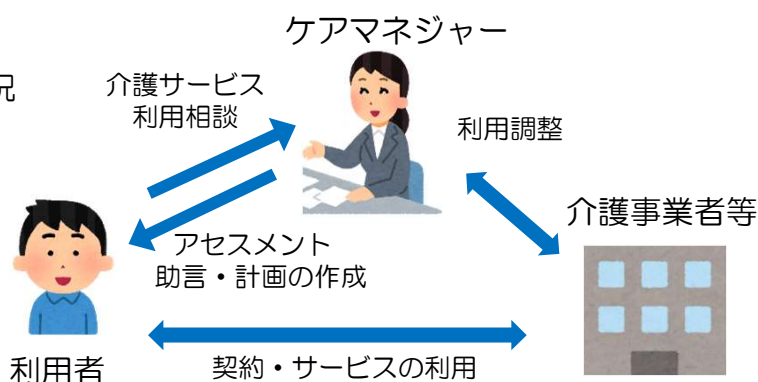 ケアマネジャー
況
介護サービス
利用相談
利用調整
介護事業者等
アセスメント
助言・計画の作成
利用者
契約・サービスの利用